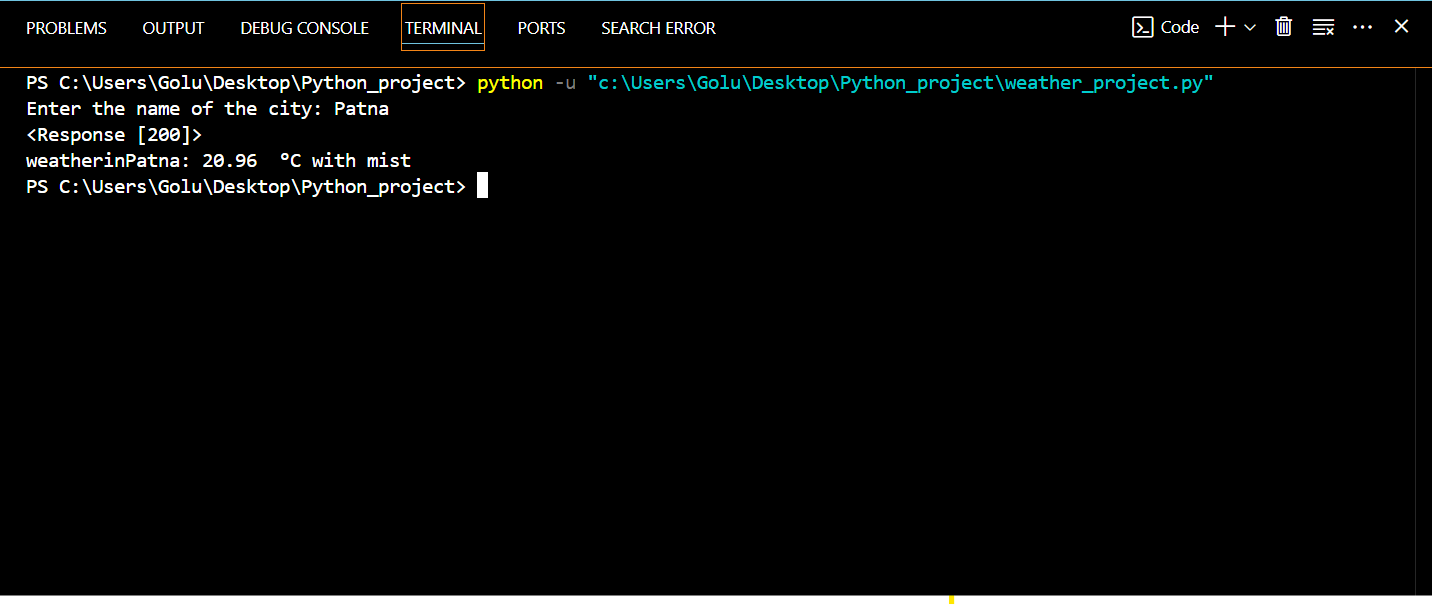 PROBLEMS OUTPUT DEBUG CONSOLE TERMINAL PORTS SEARCH ERROR Code
PS C:\Users\Golu\Desktop\Python_project> python -u "c:\Users\Golu\Desktop\Python_project\weather_project.py"
Enter the name of the city: Patna
<Response [200]>
weatherinPatna: 20.96  °C with mist
PS C:\Users\Golu\Desktop\Python_project>